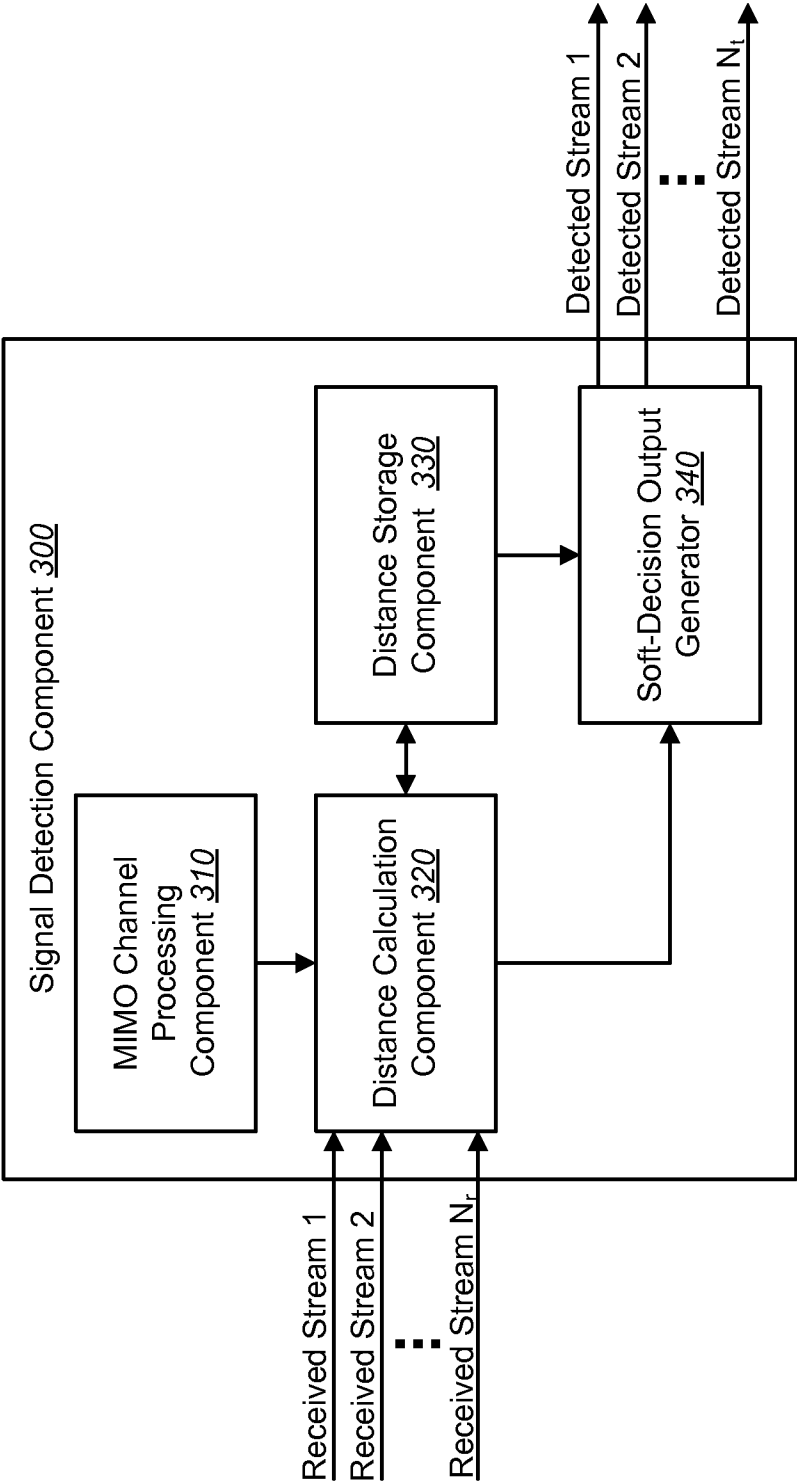 Signal Detection Component 300
MIMO Channel
Processing
Component 310
Received Stream 1
Received Stream 2
Received Stream Nr
Distance Calculation
Component 320
Distance Storage
Component 330
Soft-Decision Output
Generator 340
Detected Stream 1
Detected Stream 2
Detected Stream Nt